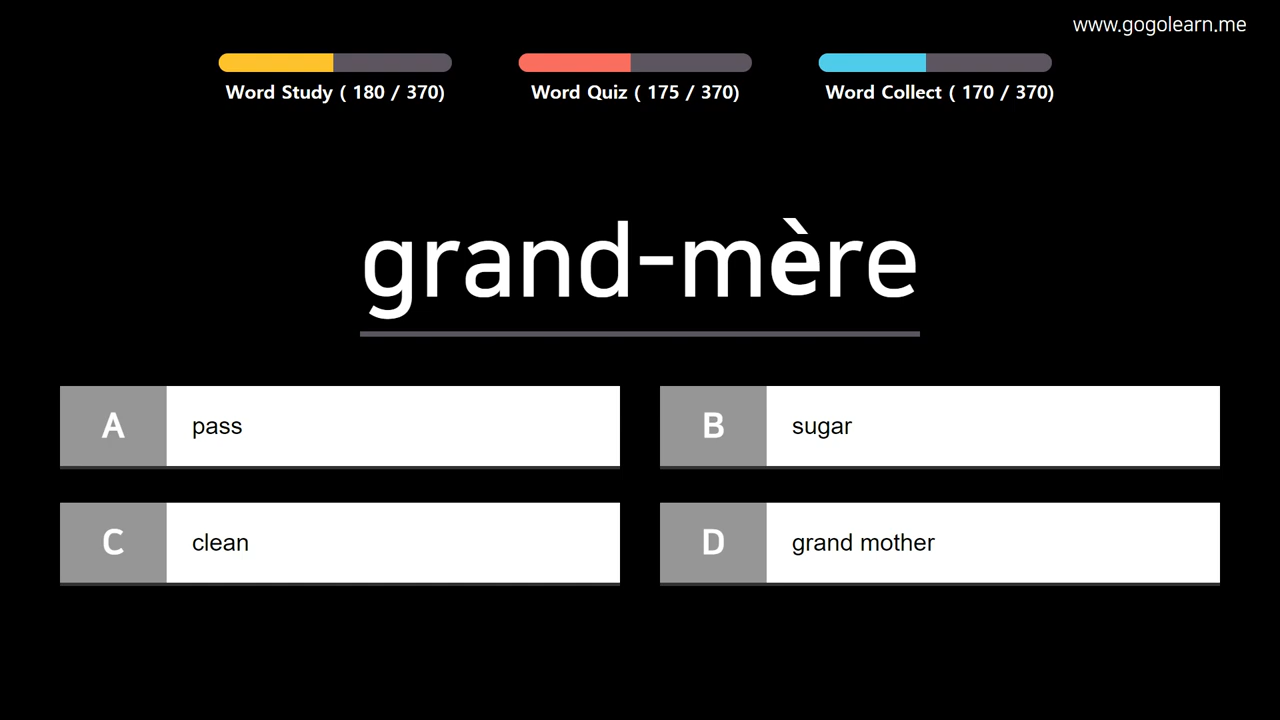 www.gogolearn.me
Word Study ( 180 / 370)
Word Quiz ( 175 / 370)
Word Collect ( 170 / 370)
grand-mère
A pass
B sugar
C clean
D grand mother